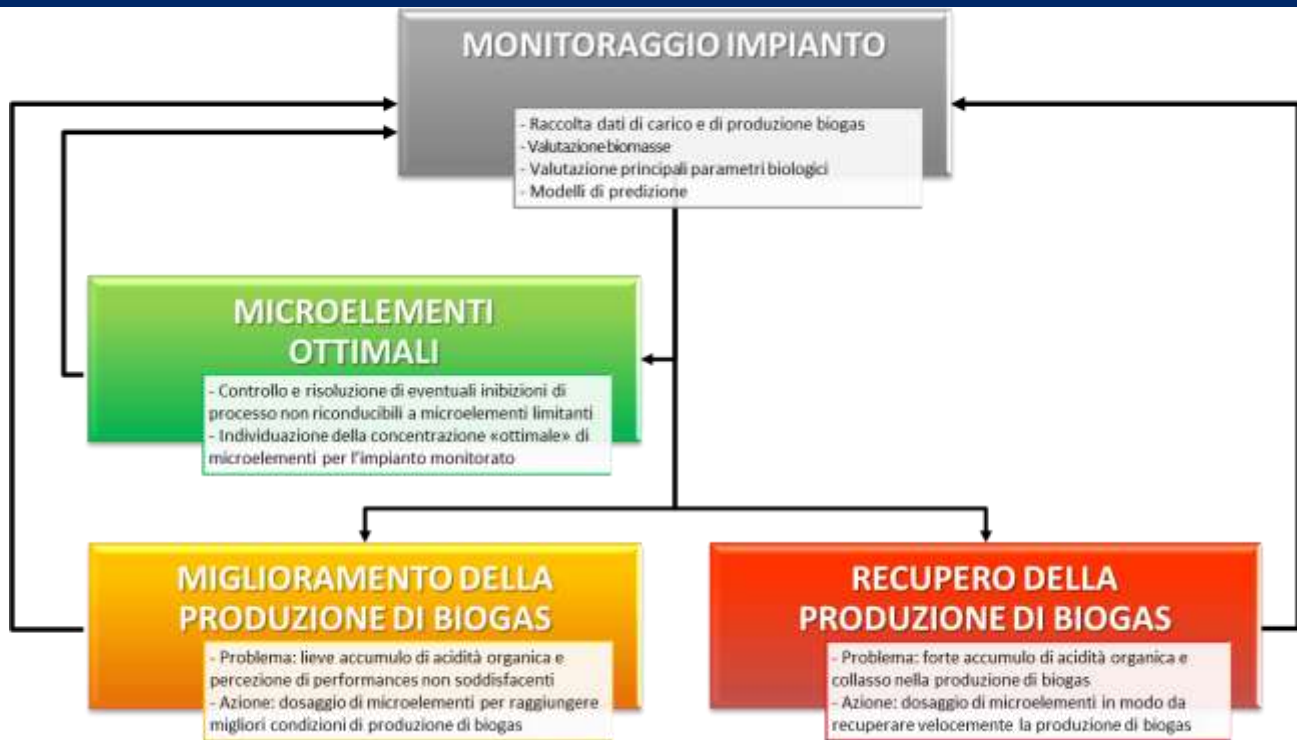 MONITORAGGIO IMPIANTO
- Raccolta dati di carico e di produzione biogas
- Valutazione biomasse
- Valutazione principali parametri biologici
- Modelli di predizione
MICROELEMENTI
OTTIMALI
- Controllo e risoluzione di eventuali inibizioni di
processo non riconducibili a microelementi limitanti
- Individuazione della concentrazione «ottimale» di
microelementi per l'impianto monitorato
MIGLIORAMENTO DELLA
PRODUZIONE DI BIOGAS
- Problema: lieve accumulo di acidità organica e
percezione di performances non soddisfacenti
- Azione: dosaggio di microelementi per raggiungere
migliori condizioni di produzione di biogas
RECUPERO DELLA
PRODUZIONE DI BIOGAS
- Problema: forte accumulo di acidità organica e
collasso nella produzione di biogas
- Azione: dosaggio di microelementi in modo da
recuperare velocemente la produzione di biogas